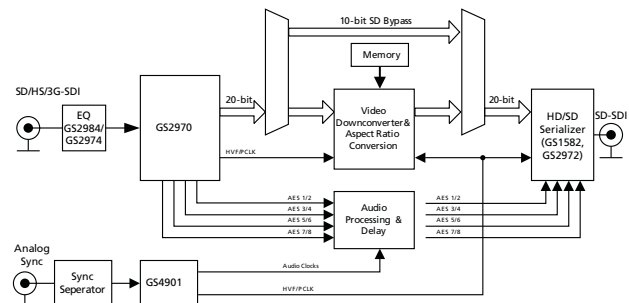 10-bit SD Bypass
Memory
SD/HS/3G-SDI
EQ
GS2984/
GS2974
GS2970
20-bit
Video
Downconverter&
Aspect Ratio
Conversion
20-bit
HD/SD
Serializer
(GS1582,
GS2972)
SD-SDI
HVF/PCLK
AES 1/2
AES 3/4
AES 5/6
AES 7/8
Audio
Processing &
Delay
AES 1/2
AES 3/4
AES 5/6
AES 7/8
Analog
Sync
Sync
Seperator
GS4901
Audio Clocks
HVF/PCLK